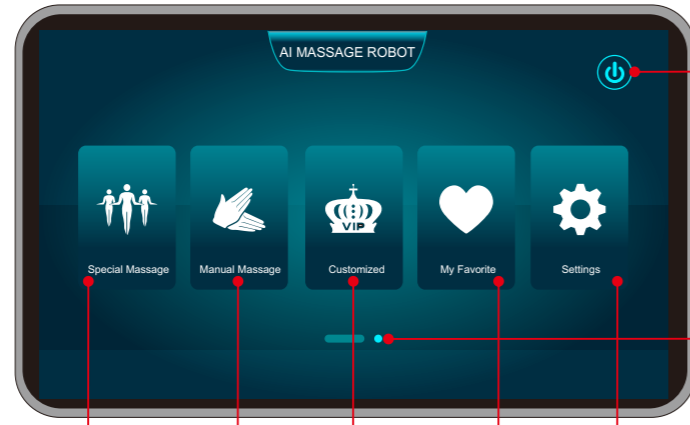 AI MASSAGE ROBOT
VIP
Special Massage
Manual Massage
Customized
My Favorite
Settings